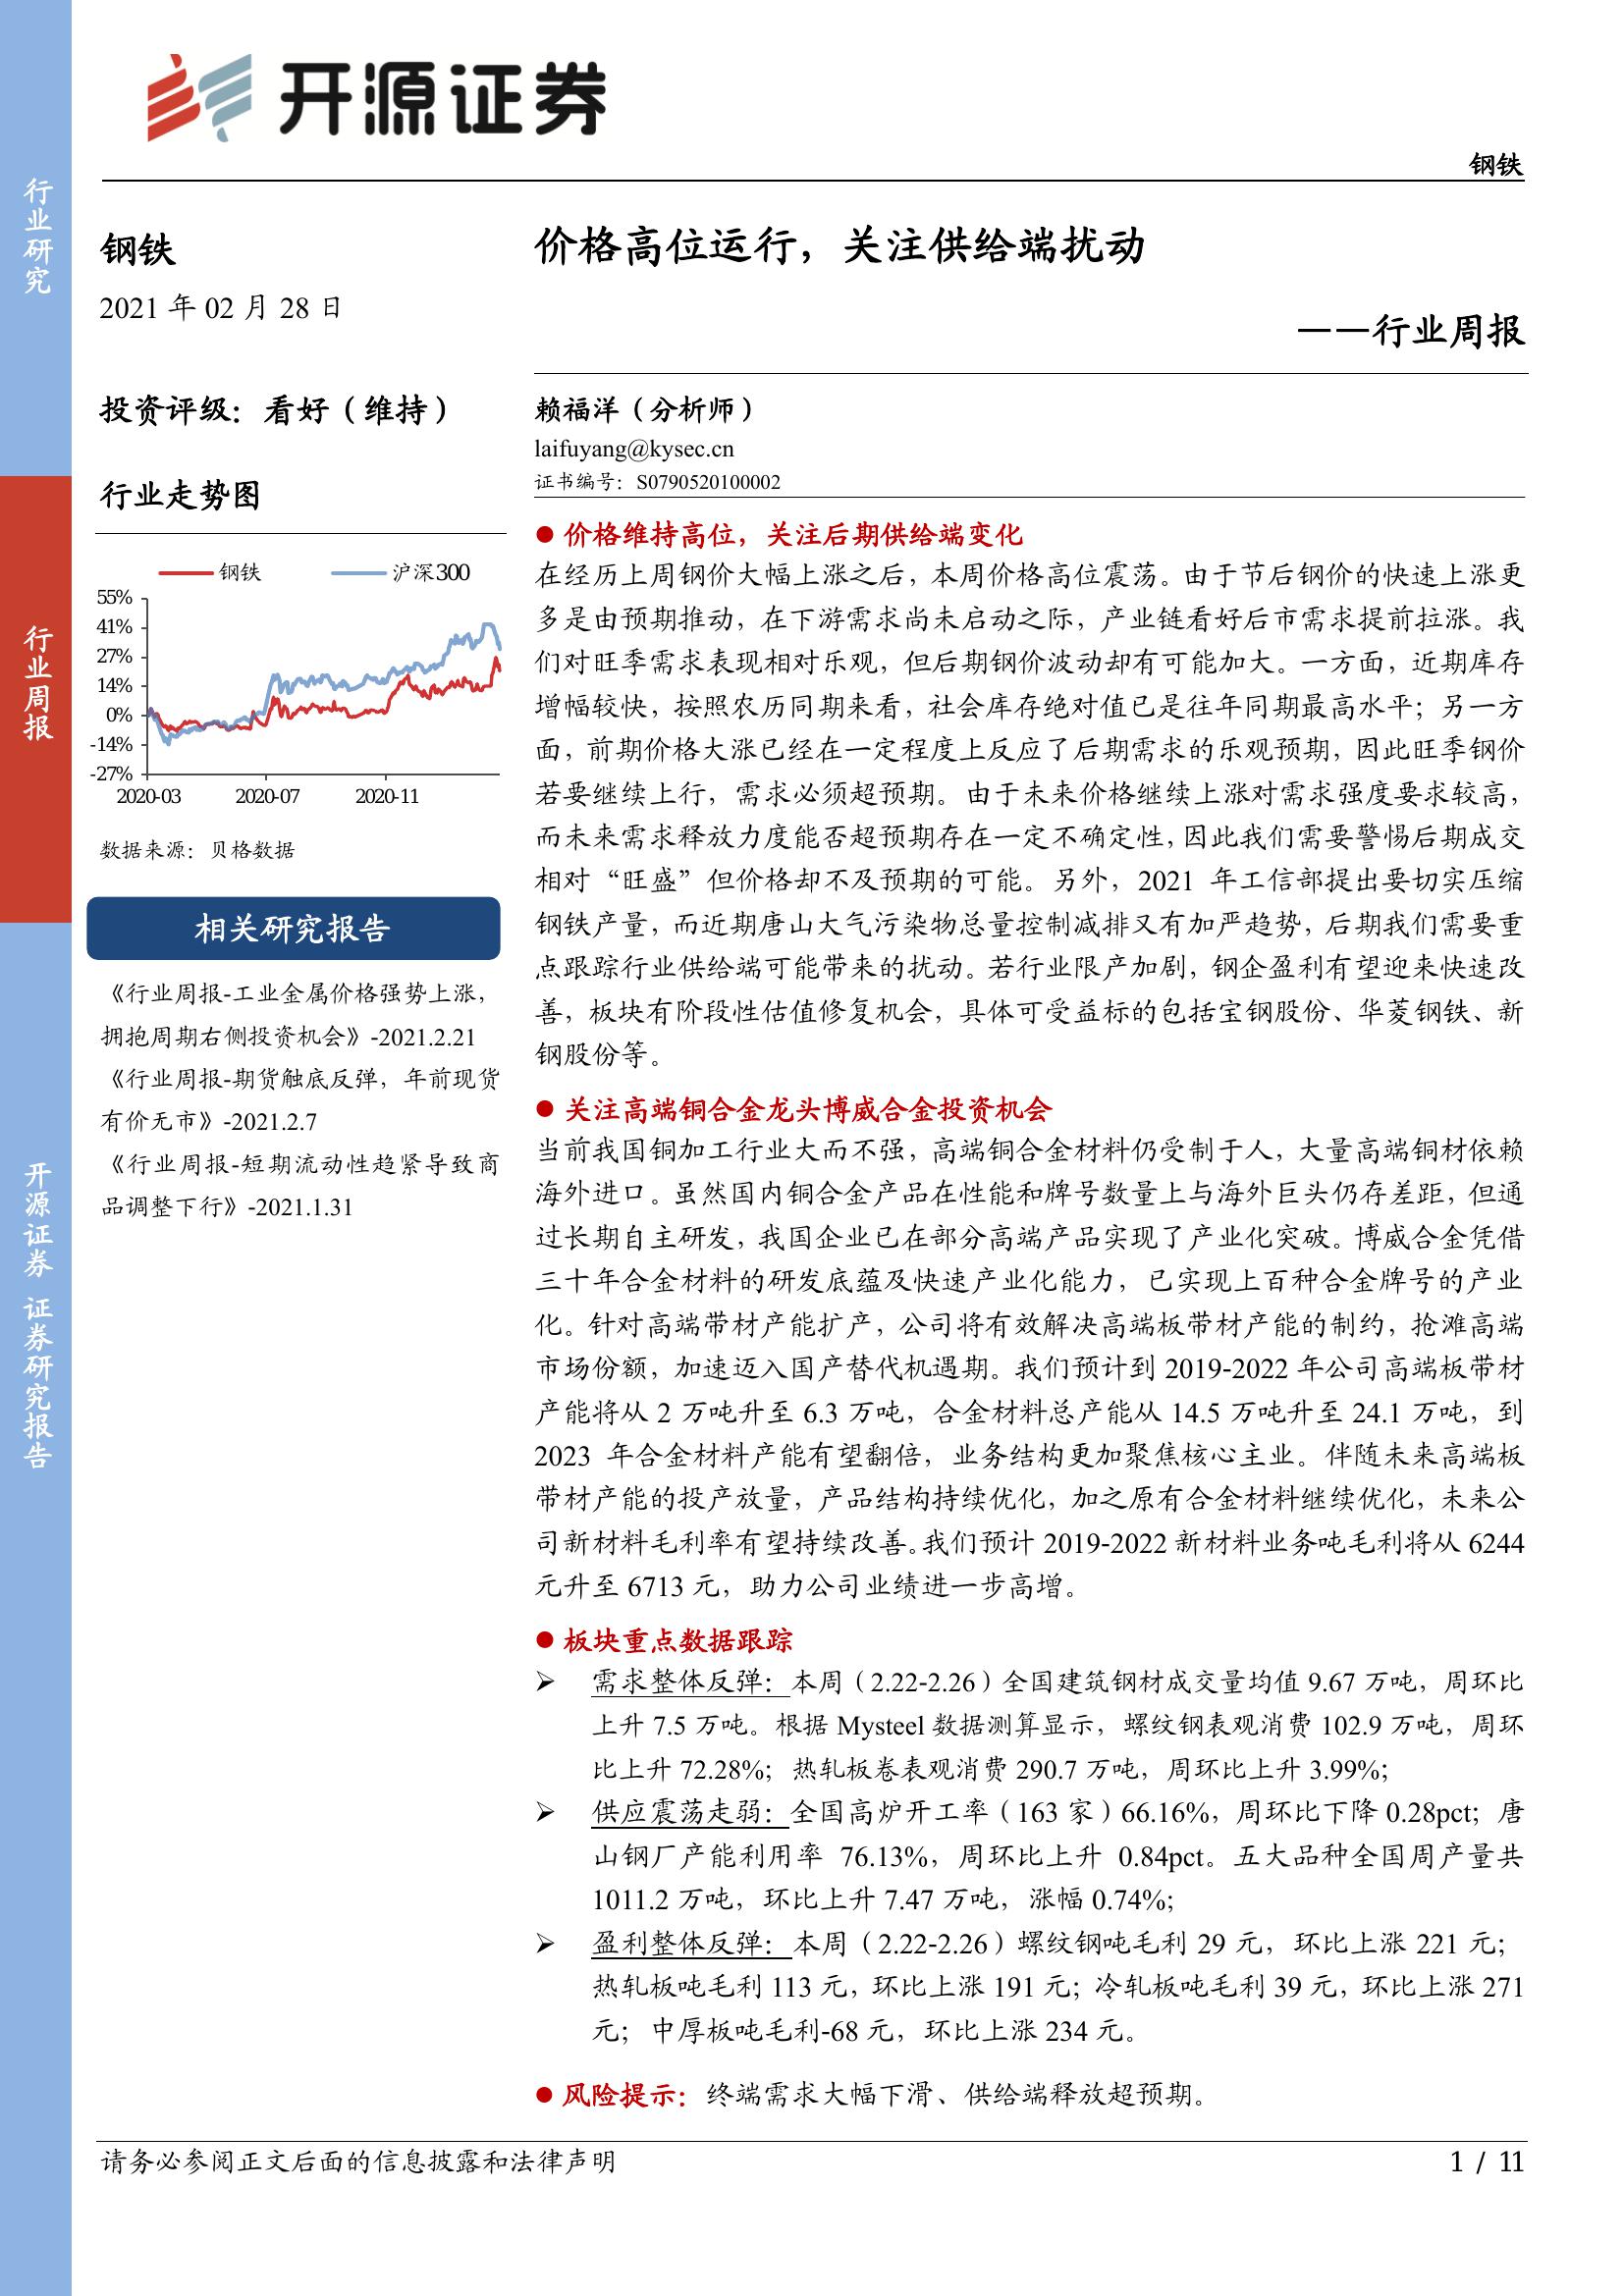 开源证券
钢铁
行业研究
行业周报
开源证券 证券研究报告
钢铁
2021 年 02 月 28 日
投资评级：看好（维持）
行业走势图
钢铁
沪深300
55%
41%
27%
14%
0%
-14%
-27%
2020-03
2020-07
2020-11
数据来源：贝格数据
相关研究报告
《行业周报-工业金属价格强势上涨，
拥抱周期右侧投资机会》-2021.2.21
《行业周报-期货触底反弹，年前现货
有价无市》-2021.2.7
《行业周报-短期流动性趋紧导致商
品调整下行》-2021.1.31
价格高位运行，关注供给端扰动
——行业周报
赖福洋（分析师）
laifuyang@kysec.cn
证书编号：S0790520100002
● 价格维持高位，关注后期供给端变化
在经历上周钢价大幅上涨之后，本周价格高位震荡。由于节后钢价的快速上涨更
多是由预期推动，在下游需求尚未启动之际，产业链看好后市需求提前拉涨。我
们对旺季需求表现相对乐观，但后期钢价波动却有可能加大。一方面，近期库存
增幅较快，按照农历同期来看，社会库存绝对值已是往年同期最高水平；另一方
面，前期价格大涨已经在一定程度上反应了后期需求的乐观预期，因此旺季钢价
若要继续上行，需求必须超预期。由于未来价格继续上涨对需求强度要求较高，
而未来需求释放力度能否超预期存在一定不确定性，因此我们需要警惕后期成交
相对“旺盛”但价格却不及预期的可能。另外，2021 年工信部提出要切实压缩
钢铁产量，而近期唐山大气污染物总量控制减排又有加严趋势，后期我们需要重
点跟踪行业供给端可能带来的扰动。若行业限产加剧，钢企盈利有望迎来快速改
善，板块有阶段性估值修复机会，具体可受益标的包括宝钢股份、华菱钢铁、新
钢股份等。
● 关注高端铜合金龙头博威合金投资机会
当前我国铜加工行业大而不强，高端铜合金材料仍受制于人，大量高端铜材依赖
海外进口。虽然国内铜合金产品在性能和牌号数量上与海外巨头仍存差距，但通
过长期自主研发，我国企业已在部分高端产品实现了产业化突破。博威合金凭借
三十年合金材料的研发底蕴及快速产业化能力，已实现上百种合金牌号的产业
化。针对高端带材产能扩产，公司将有效解决高端板带材产能的制约，抢滩高端
市场份额，加速迈入国产替代机遇期。我们预计到 2019-2022 年公司高端板带材
产能将从 2 万吨升至 6.3 万吨，合金材料总产能从 14.5 万吨升至 24.1 万吨，到
2023 年合金材料产能有望翻倍，业务结构更加聚焦核心主业。伴随未来高端板
带材产能的投产放量，产品结构持续优化，加之原有合金材料继续优化，未来公
司新材料毛利率有望持续改善。我们预计 2019-2022 新材料业务吨毛利将从 6244
元升至 6713 元，助力公司业绩进一步高增。
● 板块重点数据跟踪
➢ 需求整体反弹：本周（2.22-2.26）全国建筑钢材成交量均值 9.67 万吨，周环比
上升 7.5 万吨。根据 Mysteel 数据测算显示，螺纹钢表观消费 102.9 万吨，周环
比上升 72.28%；热轧板卷表观消费 290.7 万吨，周环比上升 3.99%；
➢ 供应震荡走弱：全国高炉开工率（163 家）66.16%，周环比下降 0.28pct；唐
山钢厂产能利用率 76.13%，周环比上升 0.84pct。五大品种全国周产量共
1011.2 万吨，环比上升 7.47 万吨，涨幅 0.74%；
➢ 盈利整体反弹：本周（2.22-2.26）螺纹钢吨毛利 29 元，环比上涨 221 元；
热轧板吨毛利 113 元，环比上涨 191 元；冷轧板吨毛利 39 元，环比上涨 271
元；中厚板吨毛利-68 元，环比上涨 234 元。
● 风险提示：终端需求大幅下滑、供给端释放超预期。
请务必参阅正文后面的信息披露和法律声明
1 / 11